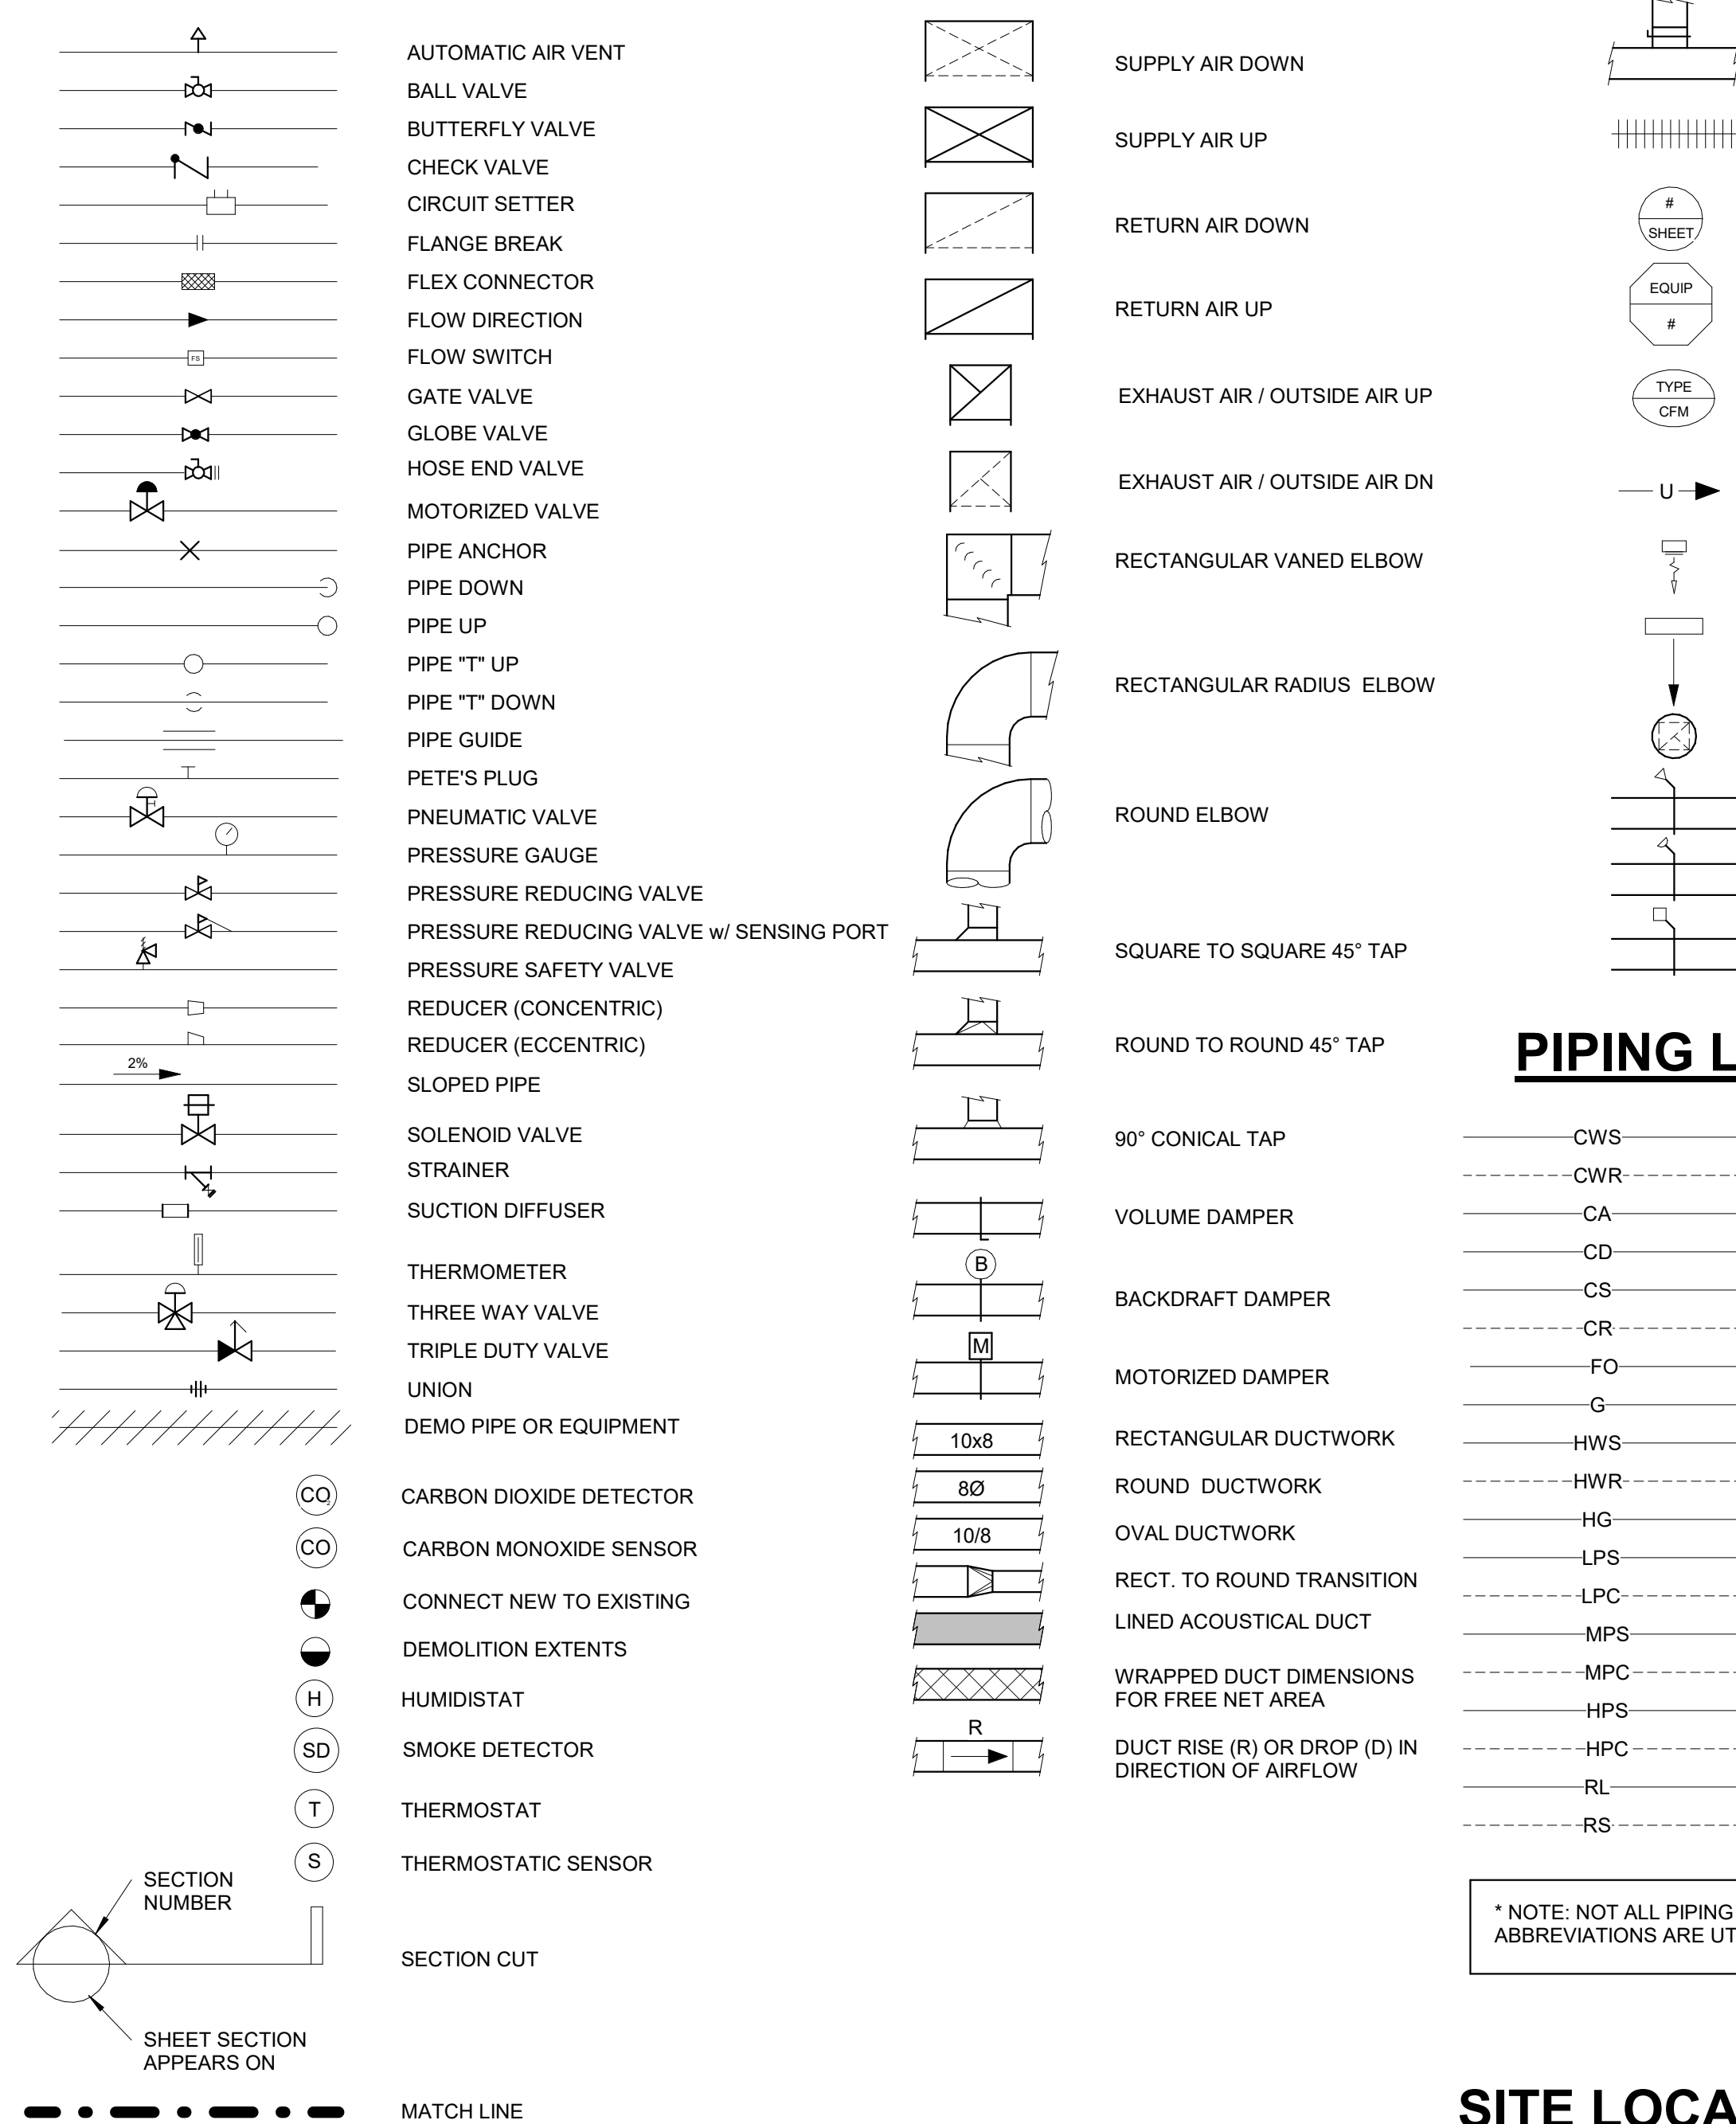 AUTOMATIC AIR VENT
BALL VALVE
BUTTERFLY VALVE
CHECK VALVE
CIRCUIT SETTER
FLANGE BREAK
FLEX CONNECTOR
FLOW DIRECTION
FS
FLOW SWITCH
GATE VALVE
GLOBE VALVE
HOSE END VALVE
MOTORIZED VALVE
PIPE ANCHOR
PIPE DOWN
PIPE UP
PIPE "T" UP
PIPE "T" DOWN
PIPE GUIDE
PETE'S PLUG
PNEUMATIC VALVE
PRESSURE GAUGE
PRESSURE REDUCING VALVE
PRESSURE REDUCING VALVE w/ SENSING PORT
PRESSURE SAFETY VALVE
REDUCER (CONCENTRIC)
REDUCER (ECCENTRIC)
2%
SLOPED PIPE
SOLENOID VALVE
STRAINER
SUCTION DIFFUSER
THERMOMETER
THREE WAY VALVE
TRIPLE DUTY VALVE
UNION
DEMO PIPE OR EQUIPMENT
CO2 CARBON DIOXIDE DETECTOR
CO CARBON MONOXIDE SENSOR
CONNECT NEW TO EXISTING
DEMOLITION EXTENTS
H HUMIDISTAT
SD SMOKE DETECTOR
T THERMOSTAT
S THERMOSTATIC SENSOR
SECTION
NUMBER
SECTION CUT
SHEET SECTION
APPEARS ON
MATCH LINE
SUPPLY AIR DOWN
SUPPLY AIR UP
RETURN AIR DOWN
RETURN AIR UP
EXHAUST AIR / OUTSIDE AIR UP
EXHAUST AIR / OUTSIDE AIR DN
RECTANGULAR VANED ELBOW
RECTANGULAR RADIUS ELBOW
ROUND ELBOW
SQUARE TO SQUARE 45° TAP
ROUND TO ROUND 45° TAP
90° CONICAL TAP
VOLUME DAMPER
B
BACKDRAFT DAMPER
M
MOTORIZED DAMPER
10x8 RECTANGULAR DUCTWORK
8Ø ROUND DUCTWORK
10/8 OVAL DUCTWORK
RECT. TO ROUND TRANSITION
LINED ACOUSTICAL DUCT
WRAPPED DUCT DIMENSIONS
FOR FREE NET AREA
R
DUCT RISE (R) OR DROP (D) IN
DIRECTION OF AIRFLOW
#
SHEET
EQUIP
#
TYPE
CFM
U
PIPING L
CWS
CWR
CA
CD
CS
CR
FO
G
HWS
HWR
HG
LPS
LPC
MPS
MPC
HPS
HPC
RL
RS
* NOTE: NOT ALL PIPING
ABBREVIATIONS ARE UT
SITE LOCA